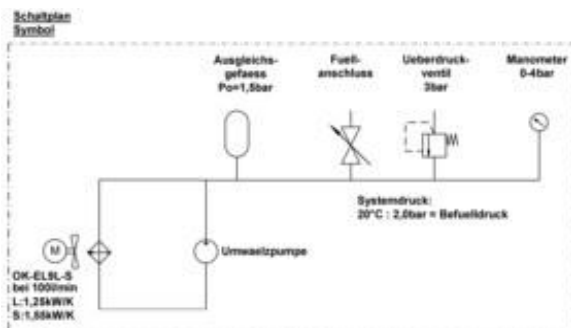 Schaltplan
Symbol
Ausgleichs-
gefaess
Po=1,5bar
Fuell-
anschluss
Ueberdruck-
ventil
3bar
Manometer
0-4bar
Systemdruck:
20°C : 2,0bar = Befuelldruck
M
Umwaelzpumpe
OK-EL9L-S
bei 100l/min
L:1,25kW/K
S:1,55kW/K